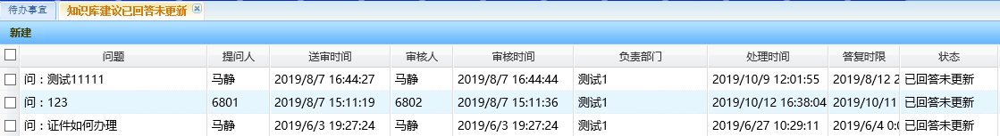 待办事宜 知识库建议已回答未更新
新建
问题 提问人 送审时间 审核人 审核时间 负责部门 处理时间 答复时限 状态
问：测试11111 马静 2019/8/7 16:44:27 马静 2019/8/7 16:44:44 测试1 2019/10/9 12:01:55 2019/8/12 2 已回答未更新
问：123 6801 2019/8/7 15:11:19 6802 2019/8/7 15:11:36 测试1 2019/10/12 16:38:04 2019/10/11 已回答未更新
问：证件如何办理 马静 2019/6/3 19:27:24 马静 2019/6/3 19:27:24 测试1 2019/6/27 10:29:11 2019/6/4 0:0 已回答未更新